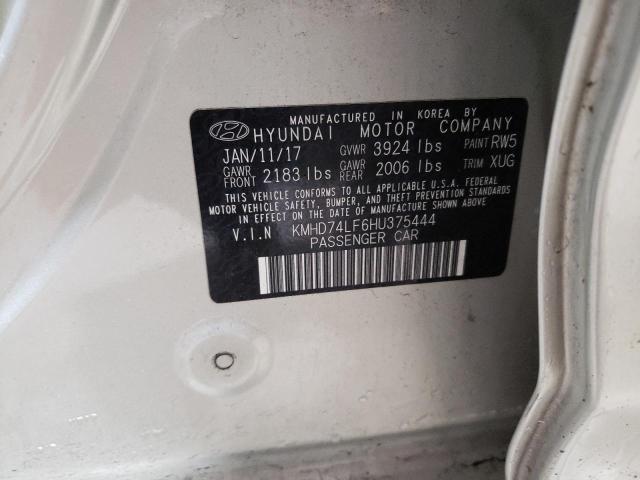 MANUFACTURED IN KOREA BY
HYUNDAI MOTOR COMPANY
JAN/11/17 GVWR 3924 lbs PAINT RW5
GAWR FRONT 2183 lbs GAWR REAR 2006 lbs TRIM XUG
THIS VEHICLE CONFORMS TO ALL APPLICABLE U.S.A. FEDERAL
MOTOR VEHICLE SAFETY, BUMPER, AND THEFT PREVENTION STANDARDS
IN EFFECT ON THE DATE OF MANUFACTURE SHOWN ABOVE.
V.I.N KMHD74LF6HU375444
PASSENGER CAR